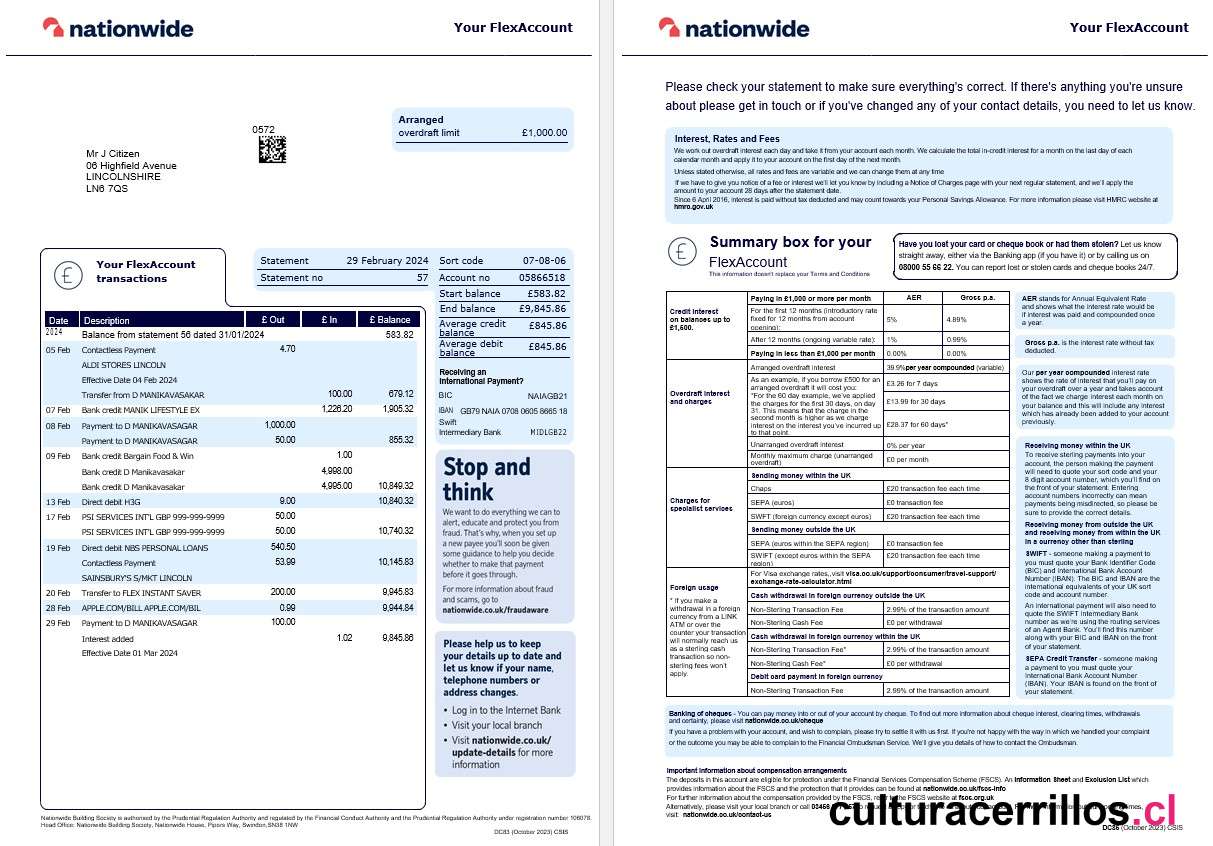 nationwide
Your FlexAccount
Arranged
overdraft limit £1,000.00
0572
Mr J Citizen
06 Highfield Avenue
LINCOLNSHIRE
LN6 7QS
Your FlexAccount
transactions
Statement 29 February 2024
Statement no 57
Sort code 07-08-06
Account no 05866518
Start balance £583.82
End balance £9,845.86
Average credit
balance £845.86
Average debit
balance £845.86
Receiving an
International Payment?
BIC NAIAGB21
IBAN GB79 NAIA 0708 0605 8665 18
Swift
Intermediary Bank MIDLGB22
Date Description £ Out £ In £ Balance
2024 Balance from statement 56 dated 31/01/2024 583.82
05 Feb Contactless Payment 4.70
ALDI STORES LINCOLN
Effective Date 04 Feb 2024
Transfer from D MANIKAVASAKAR 100.00 679.12
07 Feb Bank credit MANIK LIFESTYLE EX 1,226.20 1,905.32
08 Feb Payment to D MANIKAVASAGAR 1,000.00
Payment to D MANIKAVASAGAR 50.00 855.32
09 Feb Bank credit Bargain Food & Win 1.00
Bank credit D Manikavasakar 4,998.00
Bank credit D Manikavasakar 4,995.00 10,849.32
13 Feb Direct debit H3G 9.00 10,840.32
17 Feb PSI SERVICES INT'L GBP 999-999-9999 50.00
PSI SERVICES INT'L GBP 999-999-9999 50.00 10,740.32
19 Feb Direct debit NBS PERSONAL LOANS 540.50
Contactless Payment 53.99 10,145.83
SAINSBURY'S S/MKT LINCOLN
20 Feb Transfer to FLEX INSTANT SAVER 200.00 9,945.83
28 Feb APPLE.COM/BILL APPLE.COM/BIL 0.99 9,944.84
29 Feb Payment to D MANIKAVASAGAR 100.00
Interest added 1.02 9,845.86
Effective Date 01 Mar 2024
Stop and
think
We want to do everything we can to
alert, educate and protect you from
fraud. That's why, when you set up
a new payee you'll soon be given
some guidance to help you decide
whether to make that payment
before it goes through.
For more information about fraud
and scams, go to
nationwide.co.uk/fraudaware
Please help us to keep
your details up to date and
let us know if your name,
telephone numbers or
address changes.
• Log in to the Internet Bank
• Visit your local branch
• Visit nationwide.co.uk/
update-details for more
information
Nationwide Building Society is authorised by the Prudential Regulation Authority and regulated by the Financial Conduct Authority and the Prudential Regulation Authority under registration number 106078.
Head Office: Nationwide Building Society, Nationwide House, Pipors Way, Swindon,SN38 1NW
DC83 (October 2023) CSIS
nationwide
Your FlexAccount
Please check your statement to make sure everything's correct. If there's anything you're unsure
about please get in touch or if you've changed any of your contact details, you need to let us know.
Interest, Rates and Fees
We work out overdraft interest each day and take it from your account each month. We calculate the total in-credit interest for a month on the last day of each
calendar month and apply it to your account on the first day of the next month.
Unless stated otherwise, all rates and fees are variable and we can change them at any time
If we have to give you notice of a fee or interest we'll let you know by including a Notice of Charges page with your next regular statement, and we'll apply the
amount to your account 28 days after the statement date.
Since 6 April 2016, interest is paid without tax deducted and may count towards your Personal Savings Allowance. For more information please visit HMRC website at
hmro.gov.uk
Summary box for your
FlexAccount
This information doesn't replace your Terms and Conditions
Have you lost your card or cheque book or had them stolen? Let us know
straight away, either via the Banking app (if you have it) or by calling us on
08000 55 66 22. You can report lost or stolen cards and cheque books 24/7.
Credit interest
on balances up to
£1,600.
Paying in £1,000 or more per month AER Gross p.a.
For the first 12 months (introductory rate
fixed for 12 months from account
opening): 5% 4.89%
After 12 months (ongoing variable rate): 1% 0.99%
Paying in less than £1,000 per month 0.00% 0.00%
Overdraft interest
and charges
Arranged overdraft interest 39.9%per year compounded (variable)
As an example, if you borrow £500 for an
arranged overdraft it will cost you:
*For the 60 day example, we've applied
the charges for the first 30 days, on day
31. This means that the charge in the
second month is higher as we charge
interest on the interest you've incurred up
to that point.
£3.26 for 7 days
£13.99 for 30 days
£28.37 for 60 days*
Unarranged overdraft interest 0% per year
Monthly maximum charge (unarranged
overdraft) £0 per month
Charges for
specialist services
Sending money within the UK
Chaps £20 transaction fee each time
SEPA (euros) £0 transaction fee
SWFT (foreign currency except euros) £20 transaction fee each time
Sending money outside the UK
SEPA (euros within the SEPA region) £0 transaction fee
SWIFT (except euros within the SEPA
region) £20 transaction fee each time
Foreign usage
* If you make a
withdrawal in a foreign
currency from a LINK
ATM or over the
counter your transaction
will normally reach us
as a sterling cash
transaction so non-
sterling fees won't
apply.
For Visa exchange rates,.visit visa.oo.uk/support/oonsumer/travel-support/
exohange-rate-oaloulator.html
Cash withdrawal in foreign ourrency outside the UK
Non-Sterling Transaction Fee 2.99% of the transaction amount
Non-Sterling Cash Fee £0 per withdrawal
Cash withdrawal in foreign ourrency within the UK
Non-Sterling Transaction Fee* 2.99% of the transaction amount
Non-Sterling Cash Fee* £0 per withdrawal
Debit oard payment in foreign ourrenoy
Non-Sterling Transaction Fee 2.99% of the transaction amount
AER stands for Annual Equivalent Rate
and shows what the interest rate would be
if interest was paid and compounded once
a year.
Gross p.a. is the interest rate without tax
deducted.
Our per year oompounded interest rate
shows the rate of interest that you'll pay on
your overdraft over a year and takes account
of the fact we charge interest each month on
your balance and this will include any interest
which has already been added to your account
previously.
Receiving money within the UK
To receive sterling payments into your
account, the person making the payment
will need to quote your sort code and your
8 digit account number, which you'll find on
the front of your statement. Entering
account numbers incorrectly can mean
payments being misdirected, so please be
sure to provide the correct details.
Receiving money from outside the UK
and reoeiving money from within the UK
in a ourrency other than sterling
SWIFT - someone making a payment to
you must quote your Bank Identifier Code
(BIC) and International Bank Account
Number (IBAN). The BIC and IBAN are the
international equivalents of your UK sort
code and account number.
An international payment will also need to
quote the SWIFT Intermediary Bank
number as we're using the routing services
of an Agent Bank. You'll find this number
along with your BIC and IBAN on the front
of your statement.
SEPA Credit Transfer - someone making
a payment to you must quote your
International Bank Account Number
(IBAN). Your IBAN is found on the front of
your statement.
Banking of oheques - You can pay money into or out of your account by cheque. To find out more information about cheque interest, clearing times, withdrawals
and certainty, please visit nationwide.co.uk/oheque
If you have a problem with your account, and wish to complain, please try to settle it with us first. If you're not happy with the way in which we handled your complaint
or the outcome you may be able to complain to the Financial Ombudsman Service. We'll give you details of how to contact the Ombudsman.
Important information about compensation arrangements
The deposits in this account are eligible for protection under the Financial Services Compensation Scheme (FSCS). An Information Sheet and Exolusion List which
provides information about the FSCS and the protection that it provides can be found at nationwide.co.uk/fsos-info
For further information about the compensation provided by the FSCS, refer to the FSCS website at fsos.org.uk
Alternatively, please visit your local branch or call 03456
visit: nationwide.oo.uk/oontact-us
culturacerrillos.cl
DC86 (October 2023) CSIS